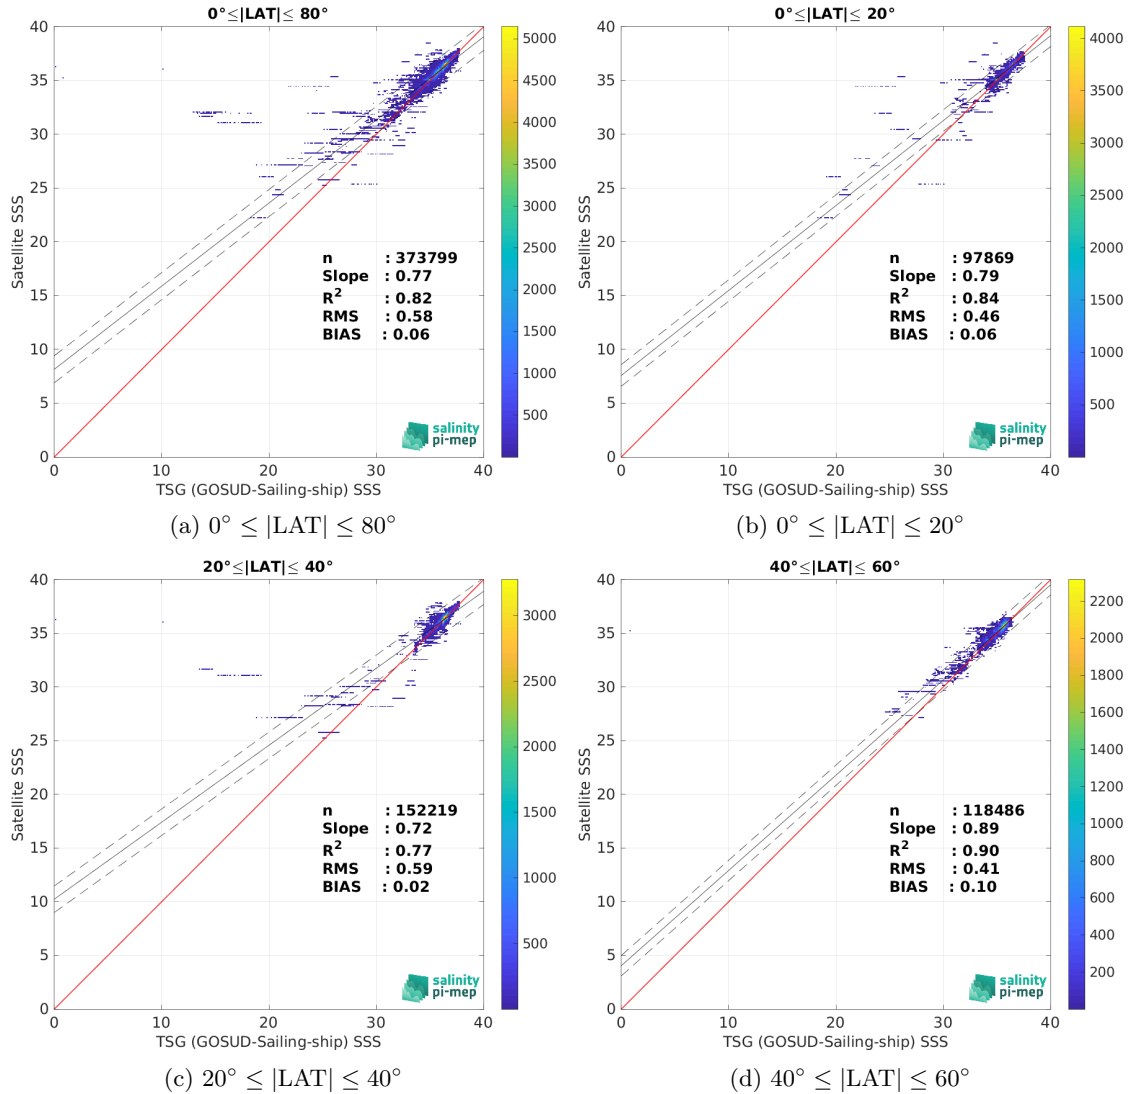 0°≤|LAT|≤ 80°
Satellite SSS
40
35
30
25
20
15
10
5
0
n : 373799
Slope : 0.77
R² : 0.82
RMS : 0.58
BIAS : 0.06
salinity
pi-mep
0 10 20 30 40
TSG (GOSUD-Sailing-ship) SSS
5000
4500
4000
3500
3000
2500
2000
1500
1000
500
(a) 0° ≤ |LAT| ≤ 80°
0°≤|LAT|≤ 20°
Satellite SSS
40
35
30
25
20
15
10
5
0
n : 97869
Slope : 0.79
R² : 0.84
RMS : 0.46
BIAS : 0.06
salinity
pi-mep
0 10 20 30 40
TSG (GOSUD-Sailing-ship) SSS
4000
3500
3000
2500
2000
1500
1000
500
(b) 0° ≤ |LAT| ≤ 20°
20°≤|LAT|≤ 40°
Satellite SSS
40
35
30
25
20
15
10
5
0
n : 152219
Slope : 0.72
R² : 0.77
RMS : 0.59
BIAS : 0.02
salinity
pi-mep
0 10 20 30 40
TSG (GOSUD-Sailing-ship) SSS
3000
2500
2000
1500
1000
500
(c) 20° ≤ |LAT| ≤ 40°
40°≤|LAT|≤ 60°
Satellite SSS
40
35
30
25
20
15
10
5
0
n : 118486
Slope : 0.89
R² : 0.90
RMS : 0.41
BIAS : 0.10
salinity
pi-mep
0 10 20 30 40
TSG (GOSUD-Sailing-ship) SSS
2200
2000
1800
1600
1400
1200
1000
800
600
400
200
(d) 40° ≤ |LAT| ≤ 60°